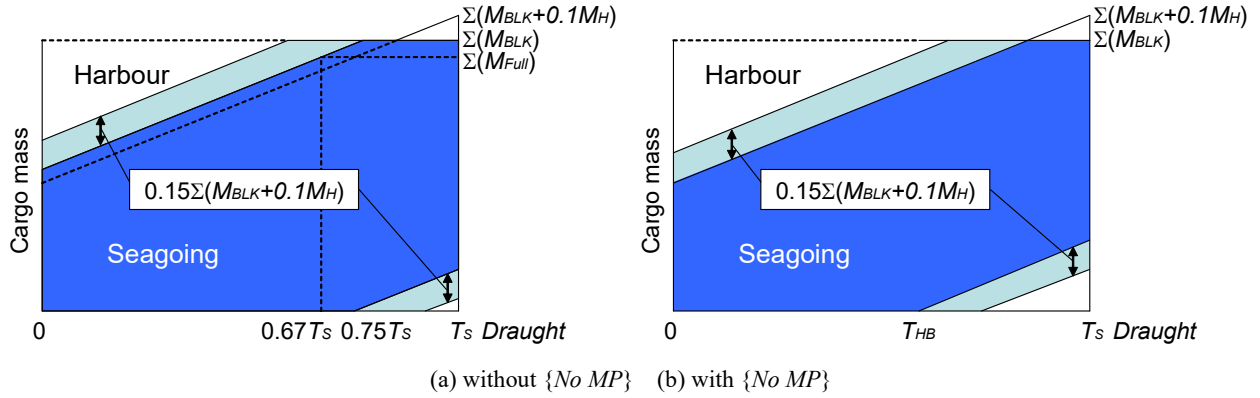 Σ(MBLK+0.1MH)
Σ(MBLK)
Σ(MFull)
Harbour
Cargo mass
0.15Σ(MBLK+0.1MH)
Seagoing
0 0.67TS 0.75TS TS Draught
Σ(MBLK+0.1MH)
Σ(MBLK)
Harbour
Cargo mass
0.15Σ(MBLK+0.1MH)
Seagoing
0 THB TS Draught
(a) without {No MP} (b) with {No MP}